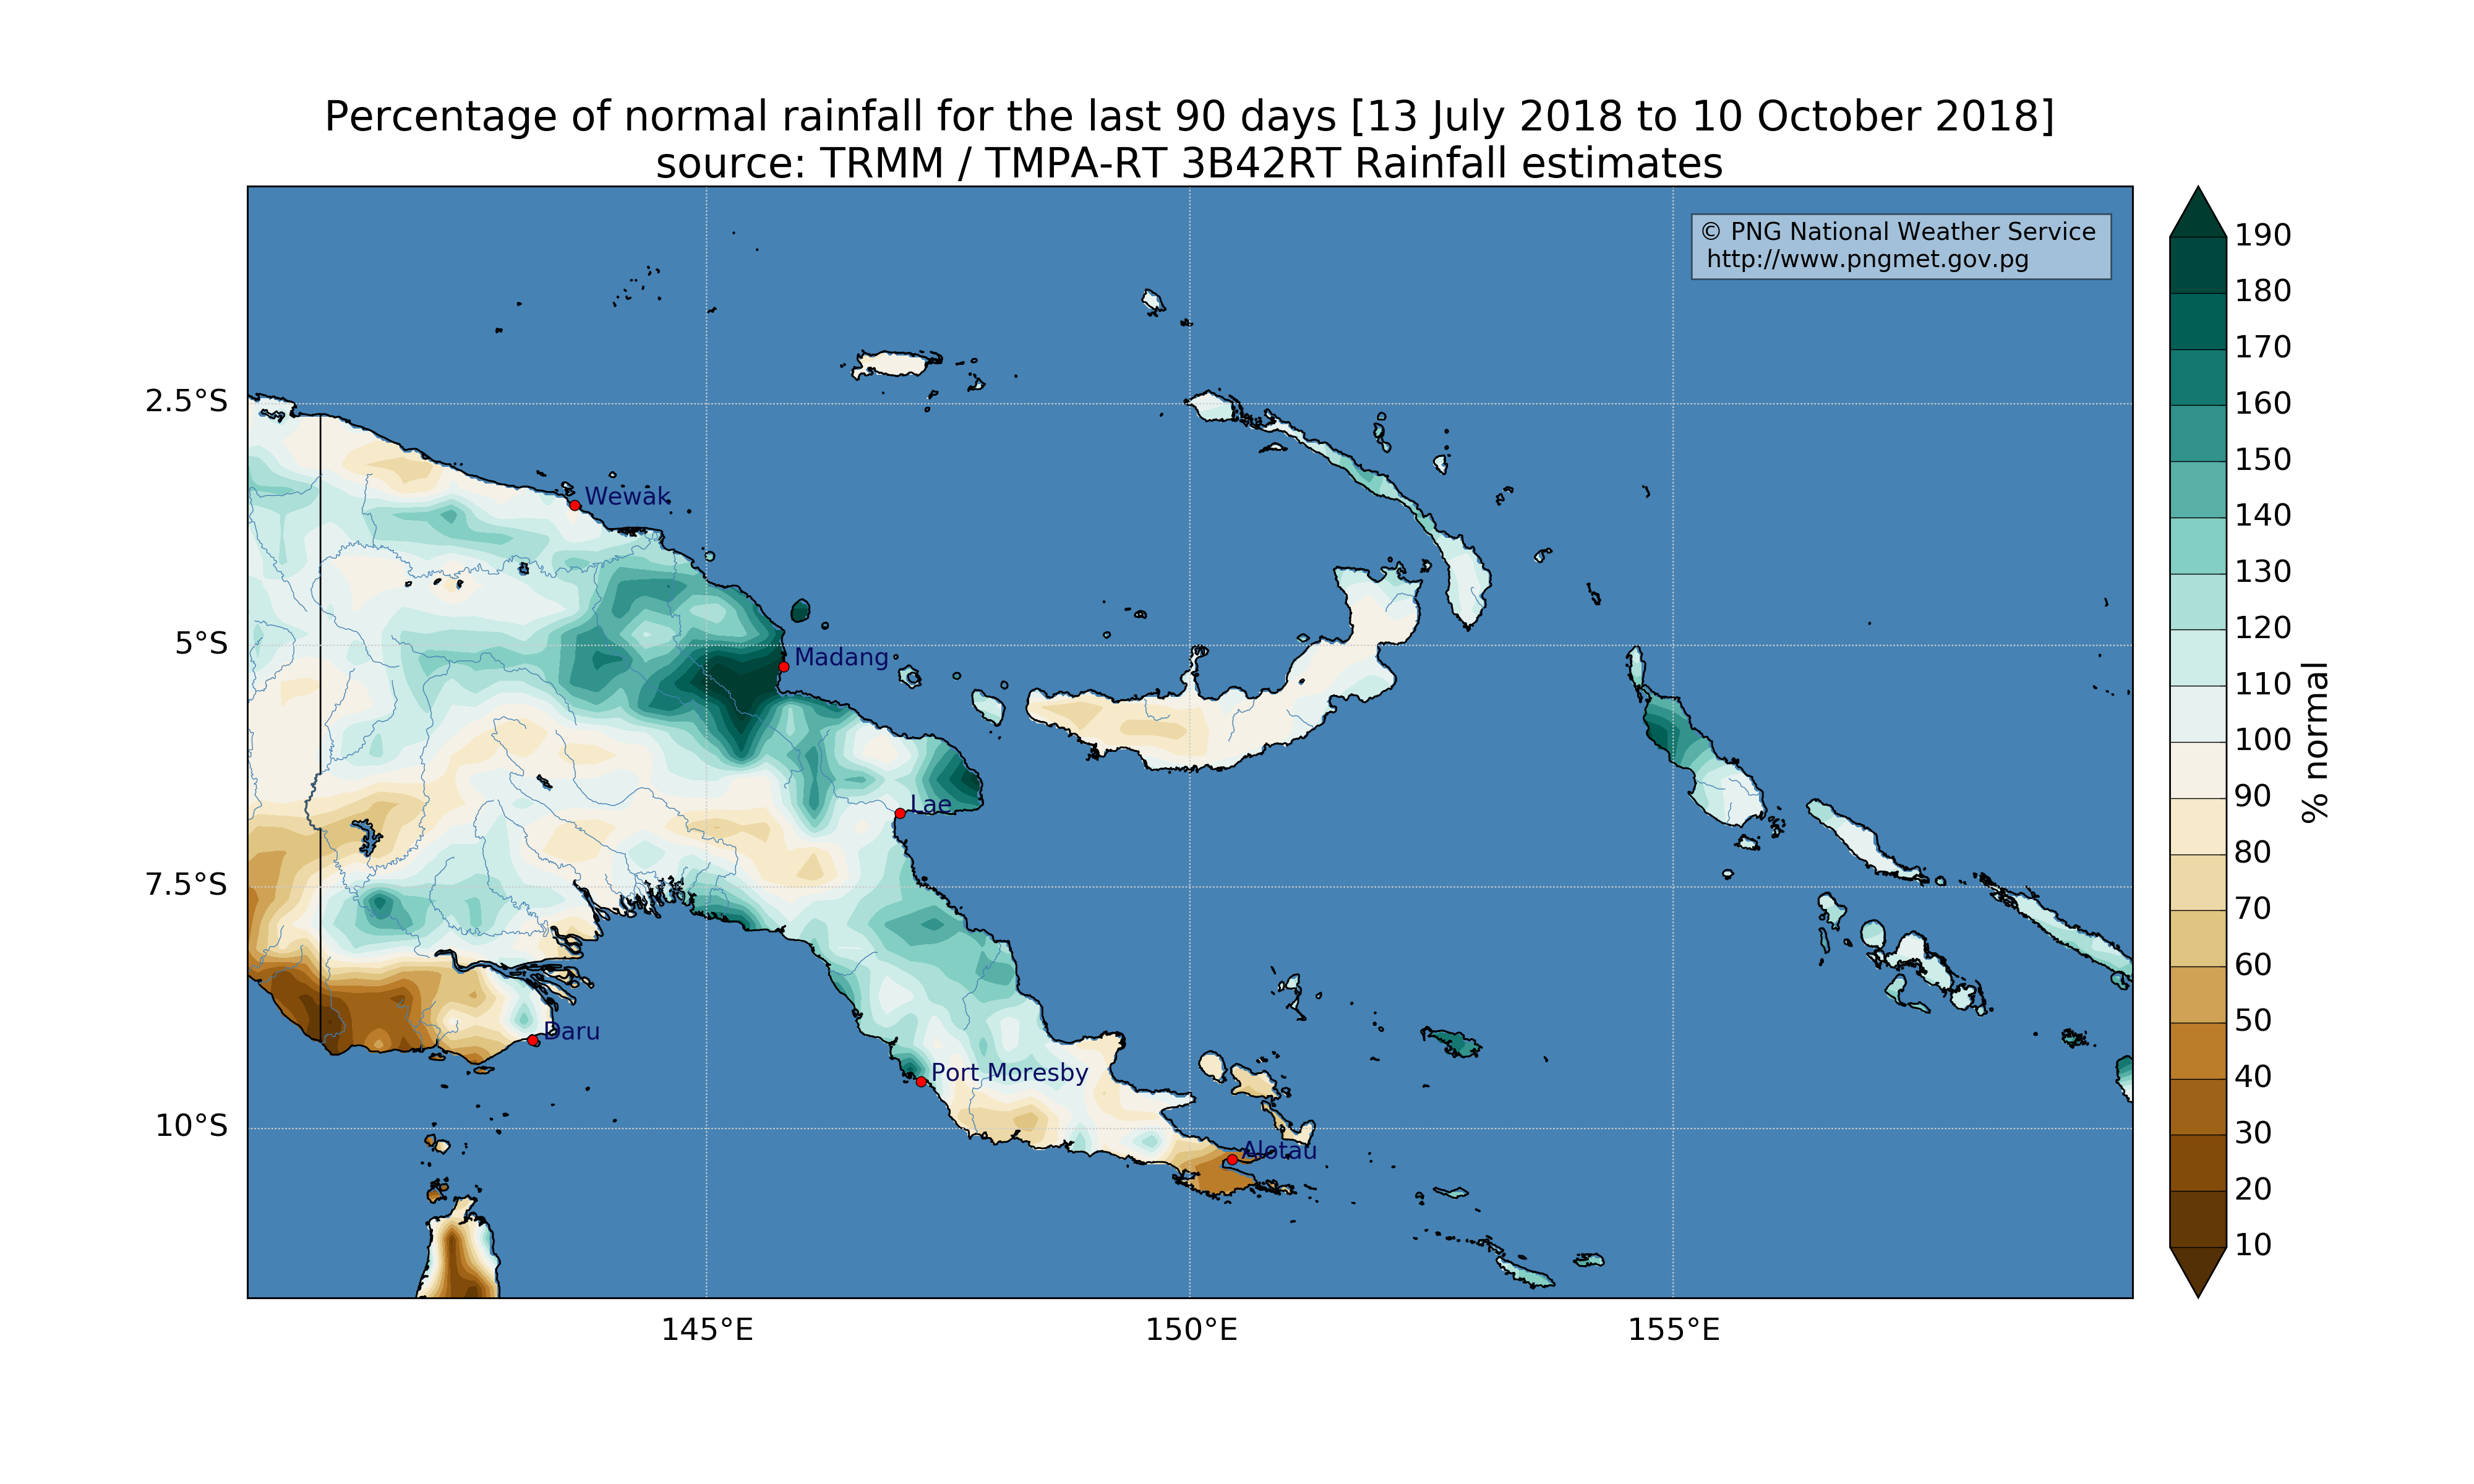 Percentage of normal rainfall for the last 90 days [13 July 2018 to 10 October 2018]
source: TRMM / TMPA-RT 3B42RT Rainfall estimates
© PNG National Weather Service
http://www.pngmet.gov.pg
2.5°S
5°S
7.5°S
10°S
Wewak
Madang
Lae
Daru
Port Moresby
Alotau
145°E
150°E
155°E
190
180
170
160
150
140
130
120
110
100
90
80
70
60
50
40
30
20
10
% normal